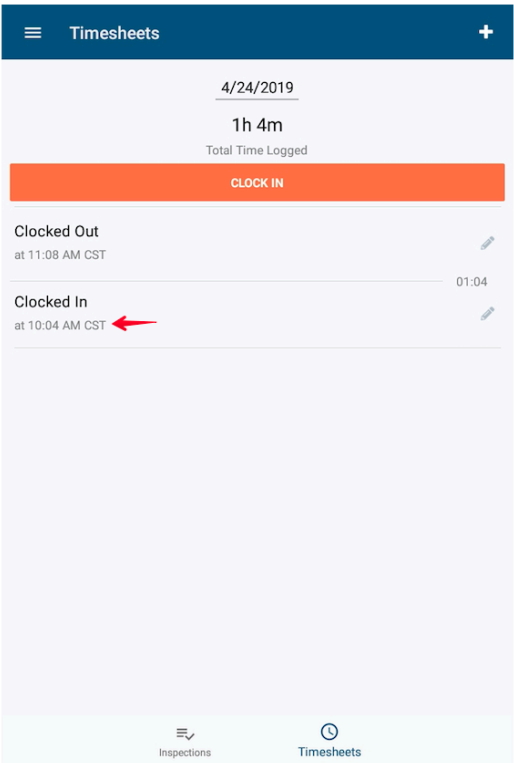 Timesheets
4/24/2019
1h 4m
Total Time Logged
CLOCK IN
Clocked Out
at 11:08 AM CST
01:04
Clocked In
at 10:04 AM CST
Inspections
Timesheets